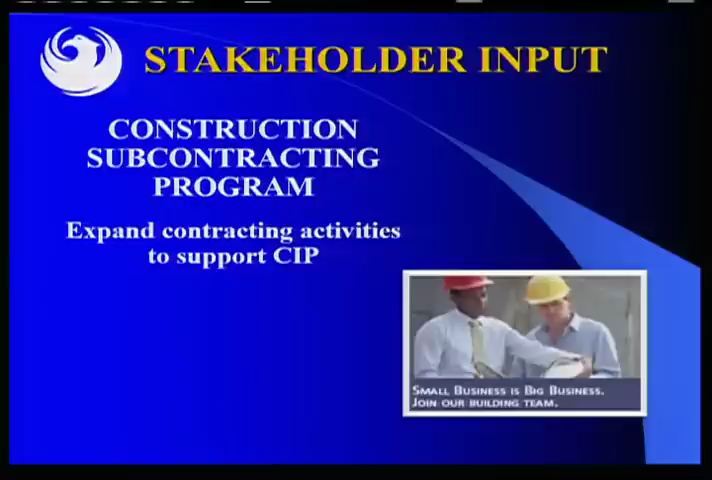 STAKEHOLDER INPUT
CONSTRUCTION
SUBCONTRACTING
PROGRAM
Expand contracting activities
to support CIP
SMALL BUSINESS IS BIG BUSINESS.
JOIN OUR BUILDING TEAM.